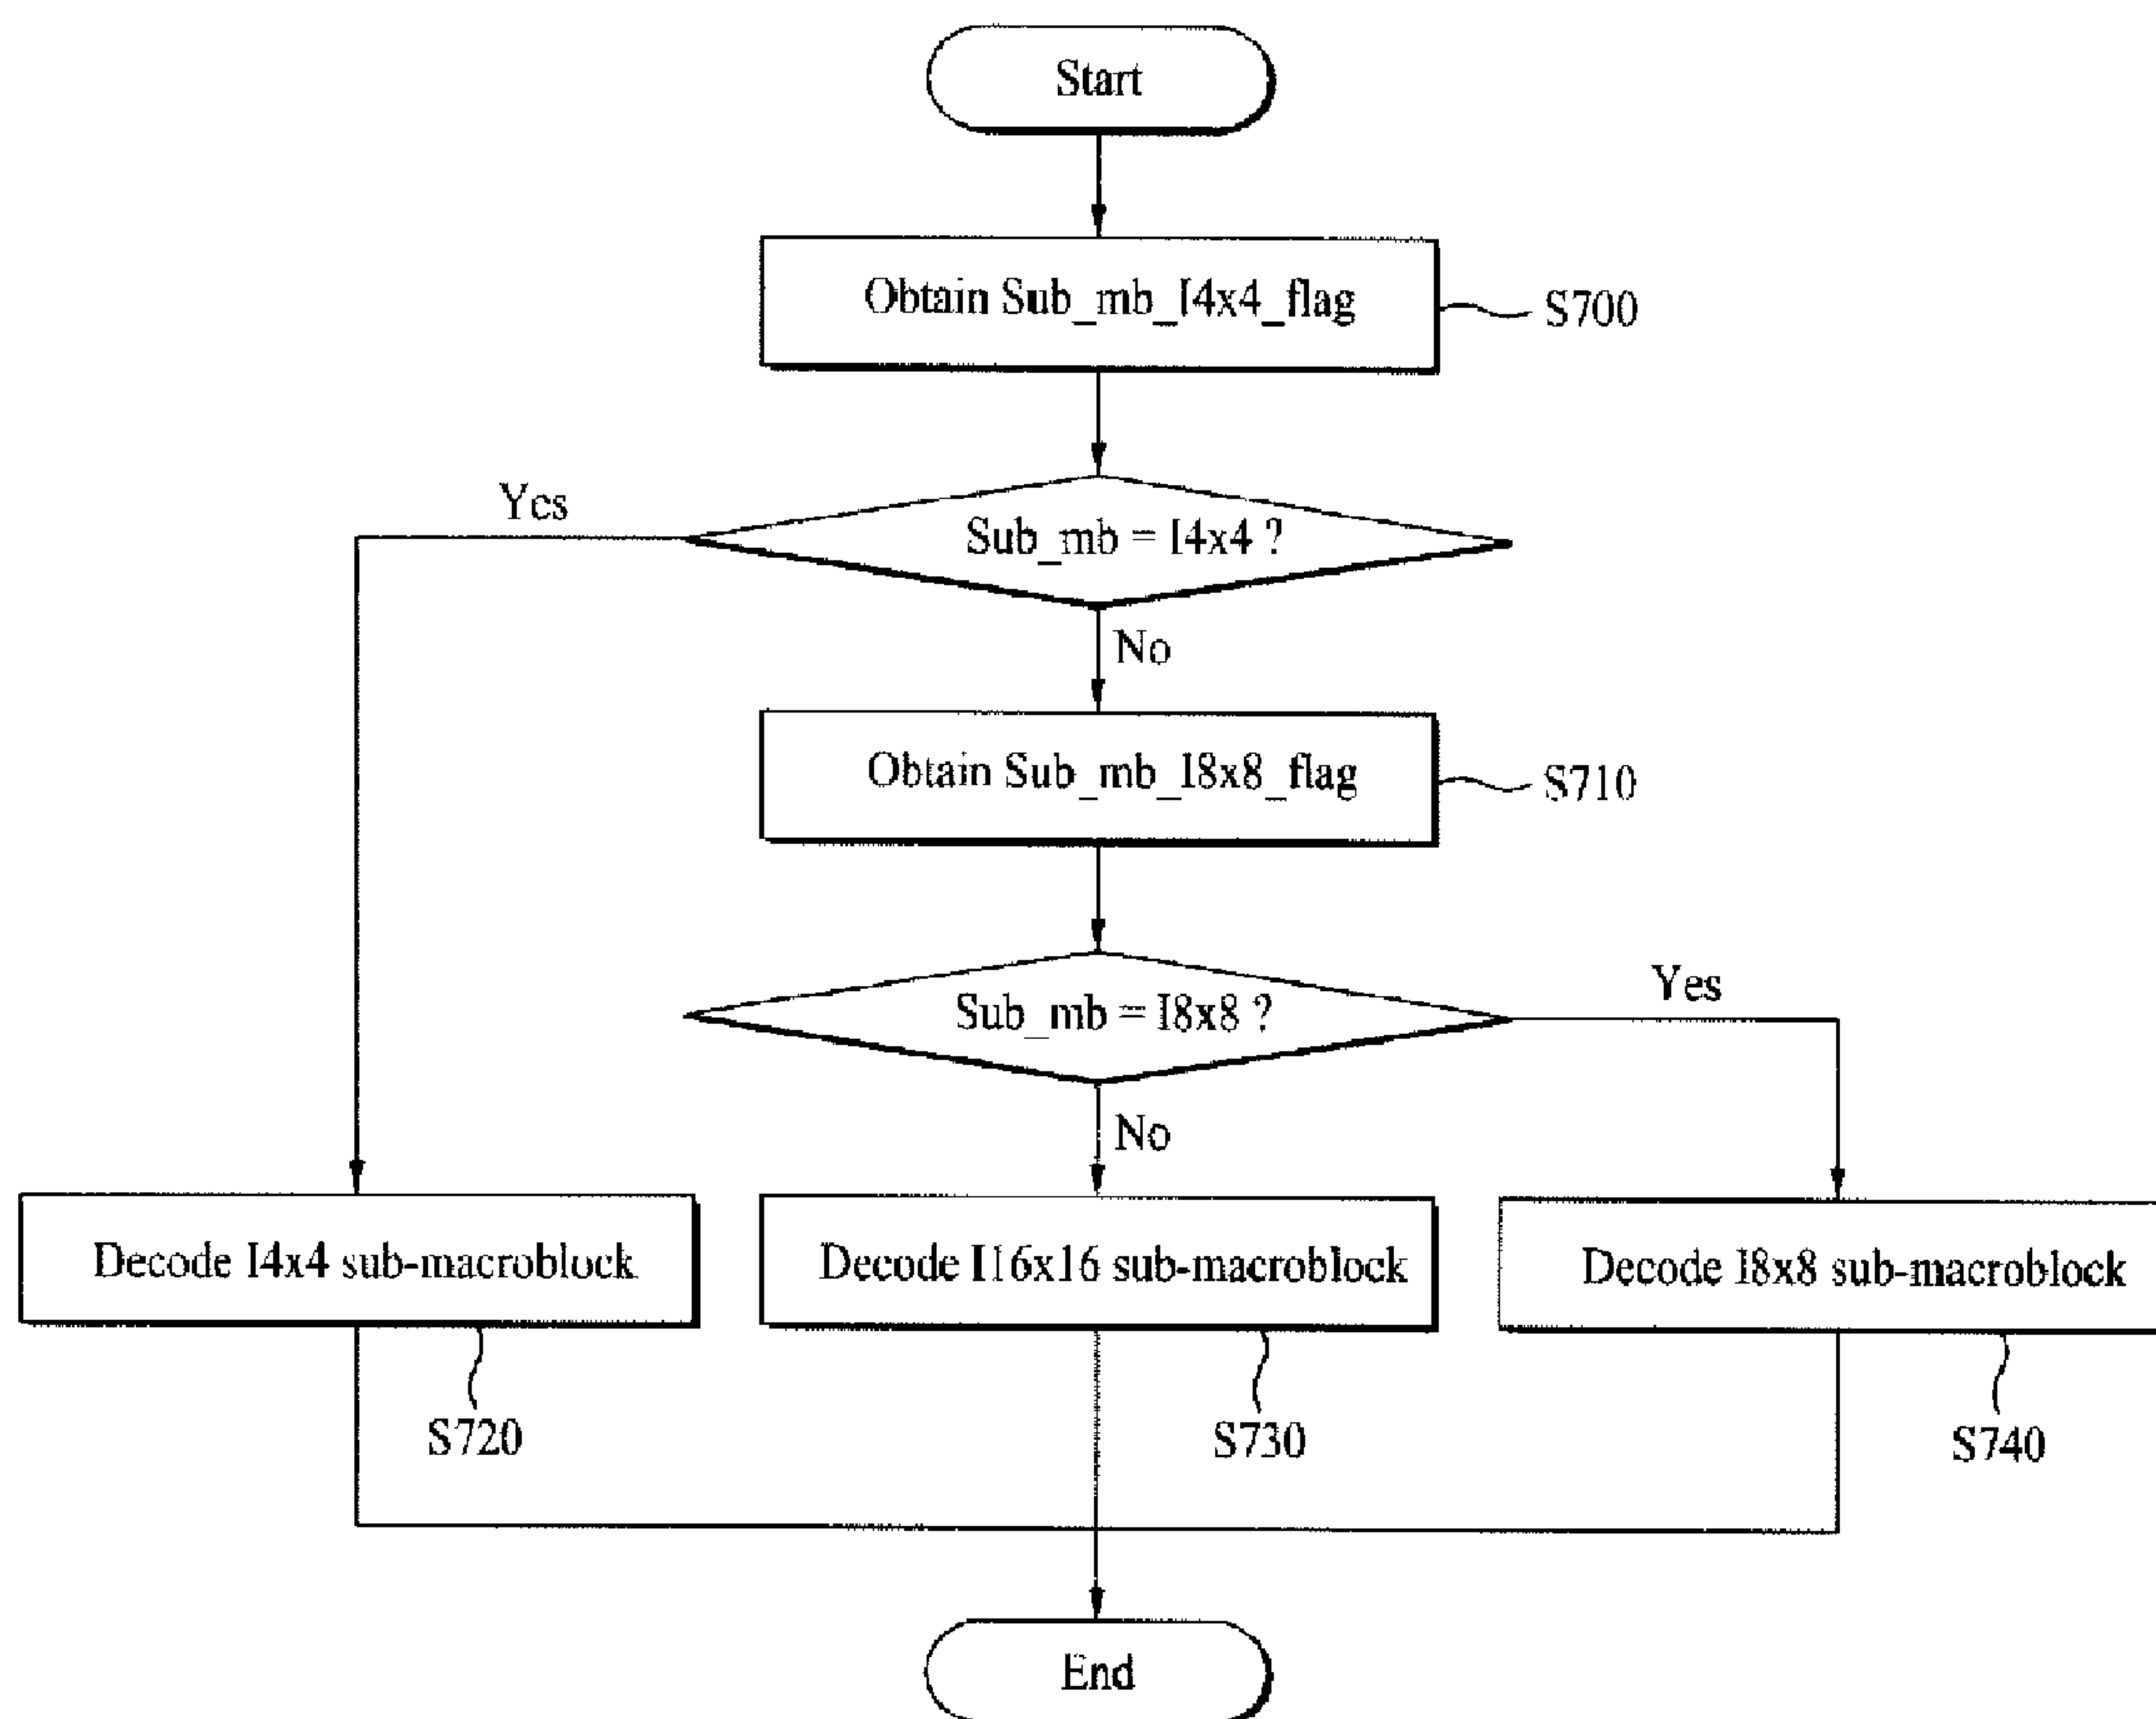 Start
Obtain Sub_mb_I4x4_flag
S700
Yes
Sub_mb = I4x4 ?
No
Obtain Sub_mb_I8x8_flag
S710
Yes
Sub_mb = I8x8 ?
No
Decode I4x4 sub-macroblock
Decode I16x16 sub-macroblock
Decode I8x8 sub-macroblock
S720
S730
S740
End